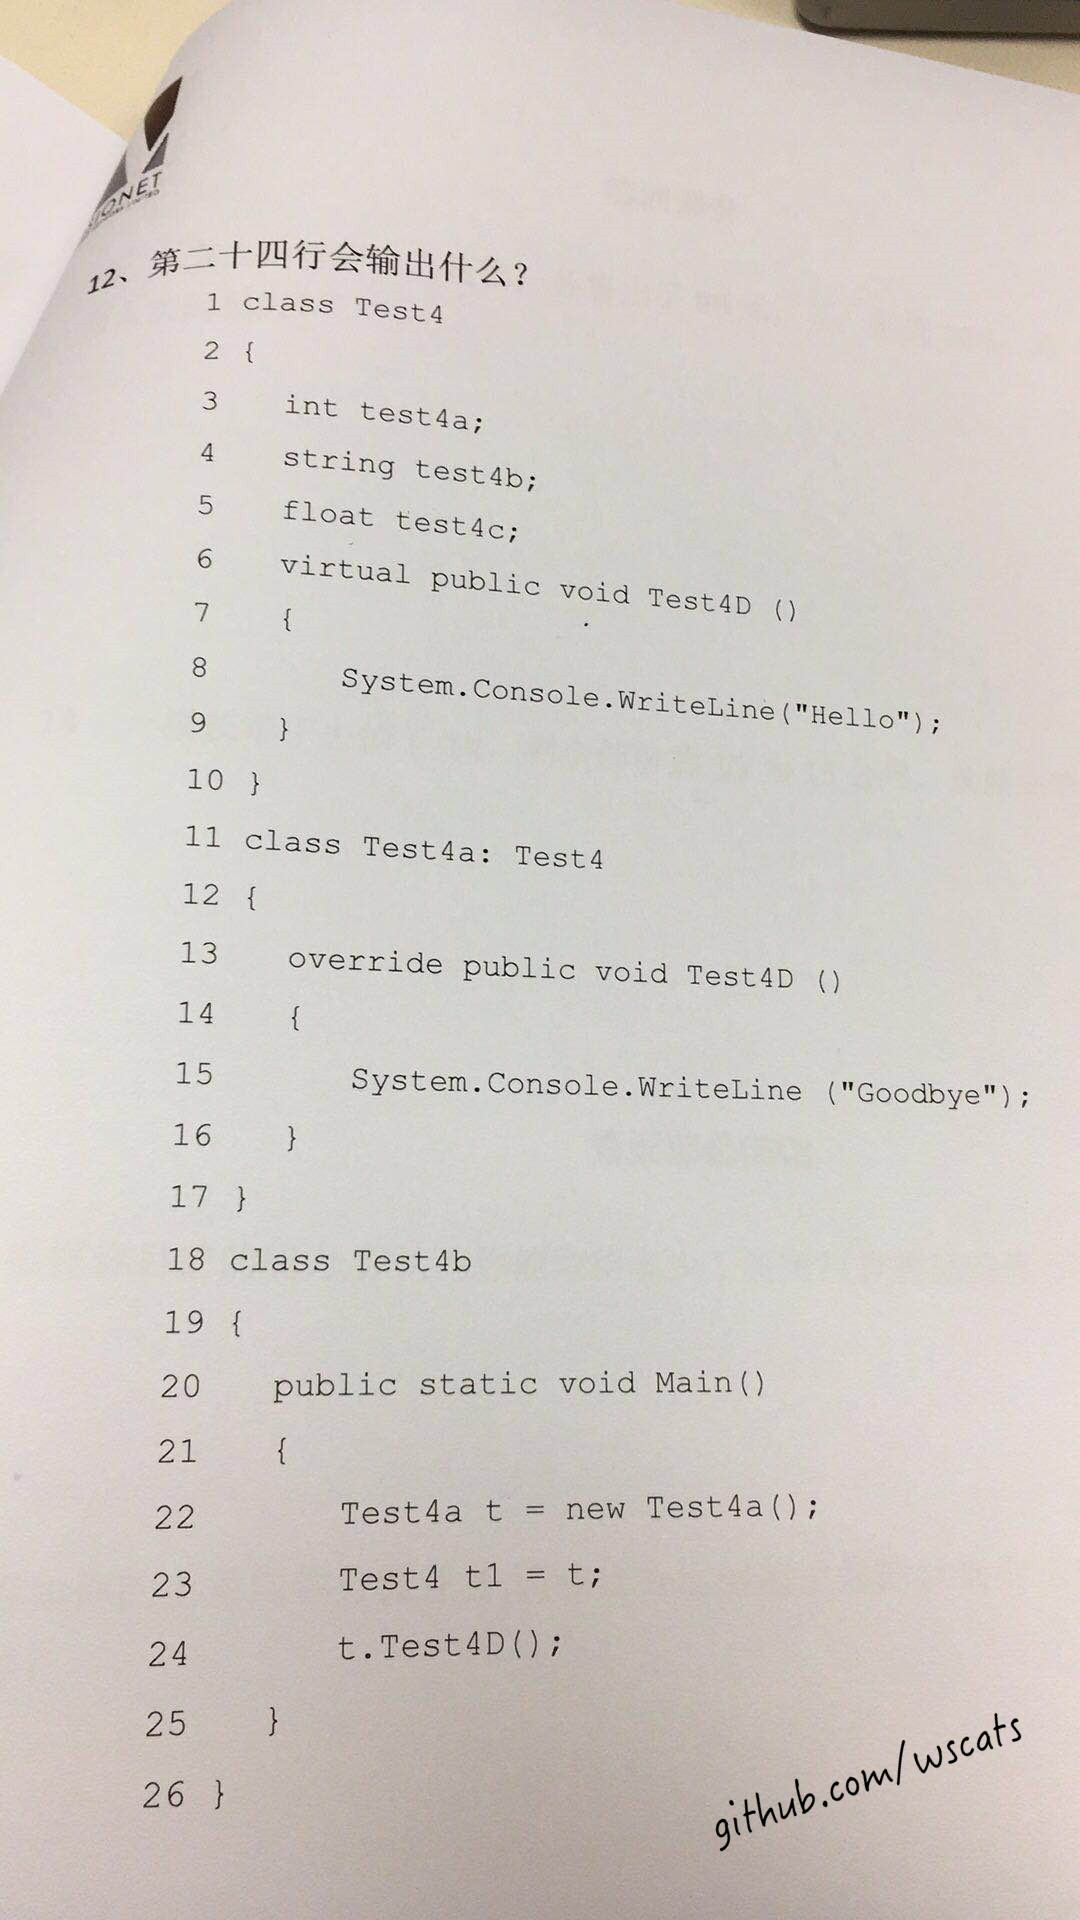 12、第二十四行会输出什么？
1 class Test4
2 {
3 int test4a;
4 string test4b;
5 float test4c;
6 virtual public void Test4D ()
7 {
8 System.Console.WriteLine("Hello");
9 }
10 }
11 class Test4a: Test4
12 {
13 override public void Test4D ()
14 {
15 System.Console.WriteLine ("Goodbye");
16 }
17 }
18 class Test4b
19 {
20 public static void Main()
21 {
22 Test4a t = new Test4a();
23 Test4 t1 = t;
24 t.Test4D();
25 }
26 }
github.com/wscats